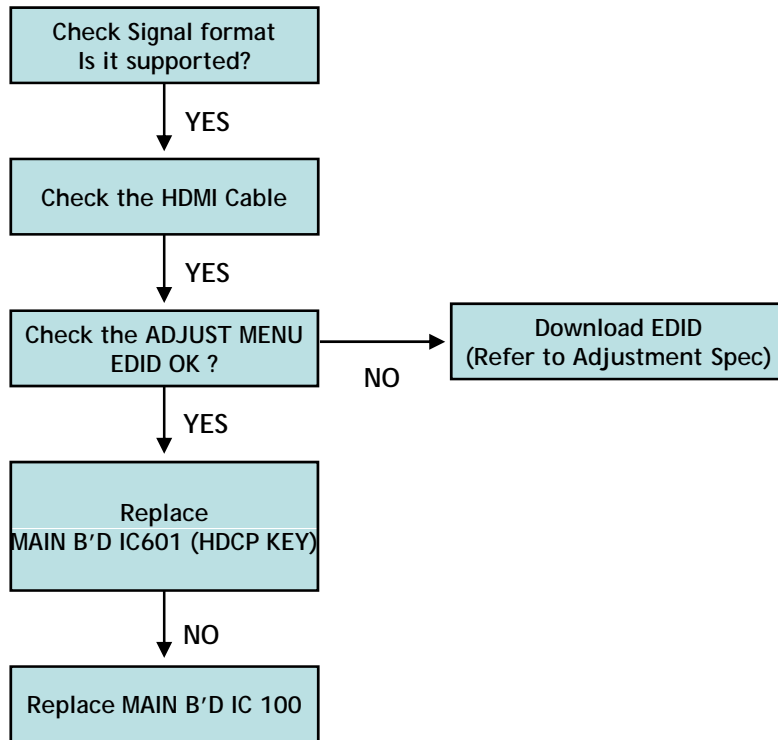 Check Signal format
Is it supported?
YES
Check the HDMI Cable
YES
Check the ADJUST MENU
EDID OK ?
NO
Download EDID
(Refer to Adjustment Spec)
YES
Replace
MAIN B'D IC601 (HDCP KEY)
NO
Replace MAIN B'D IC 100